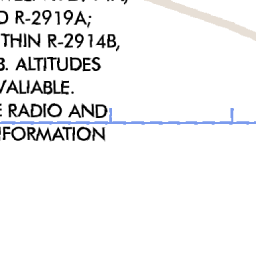 D R-2919A;
THIN R-2914B,
ALTITUDES
VALIABLE.
RADIO AND
FORMATION